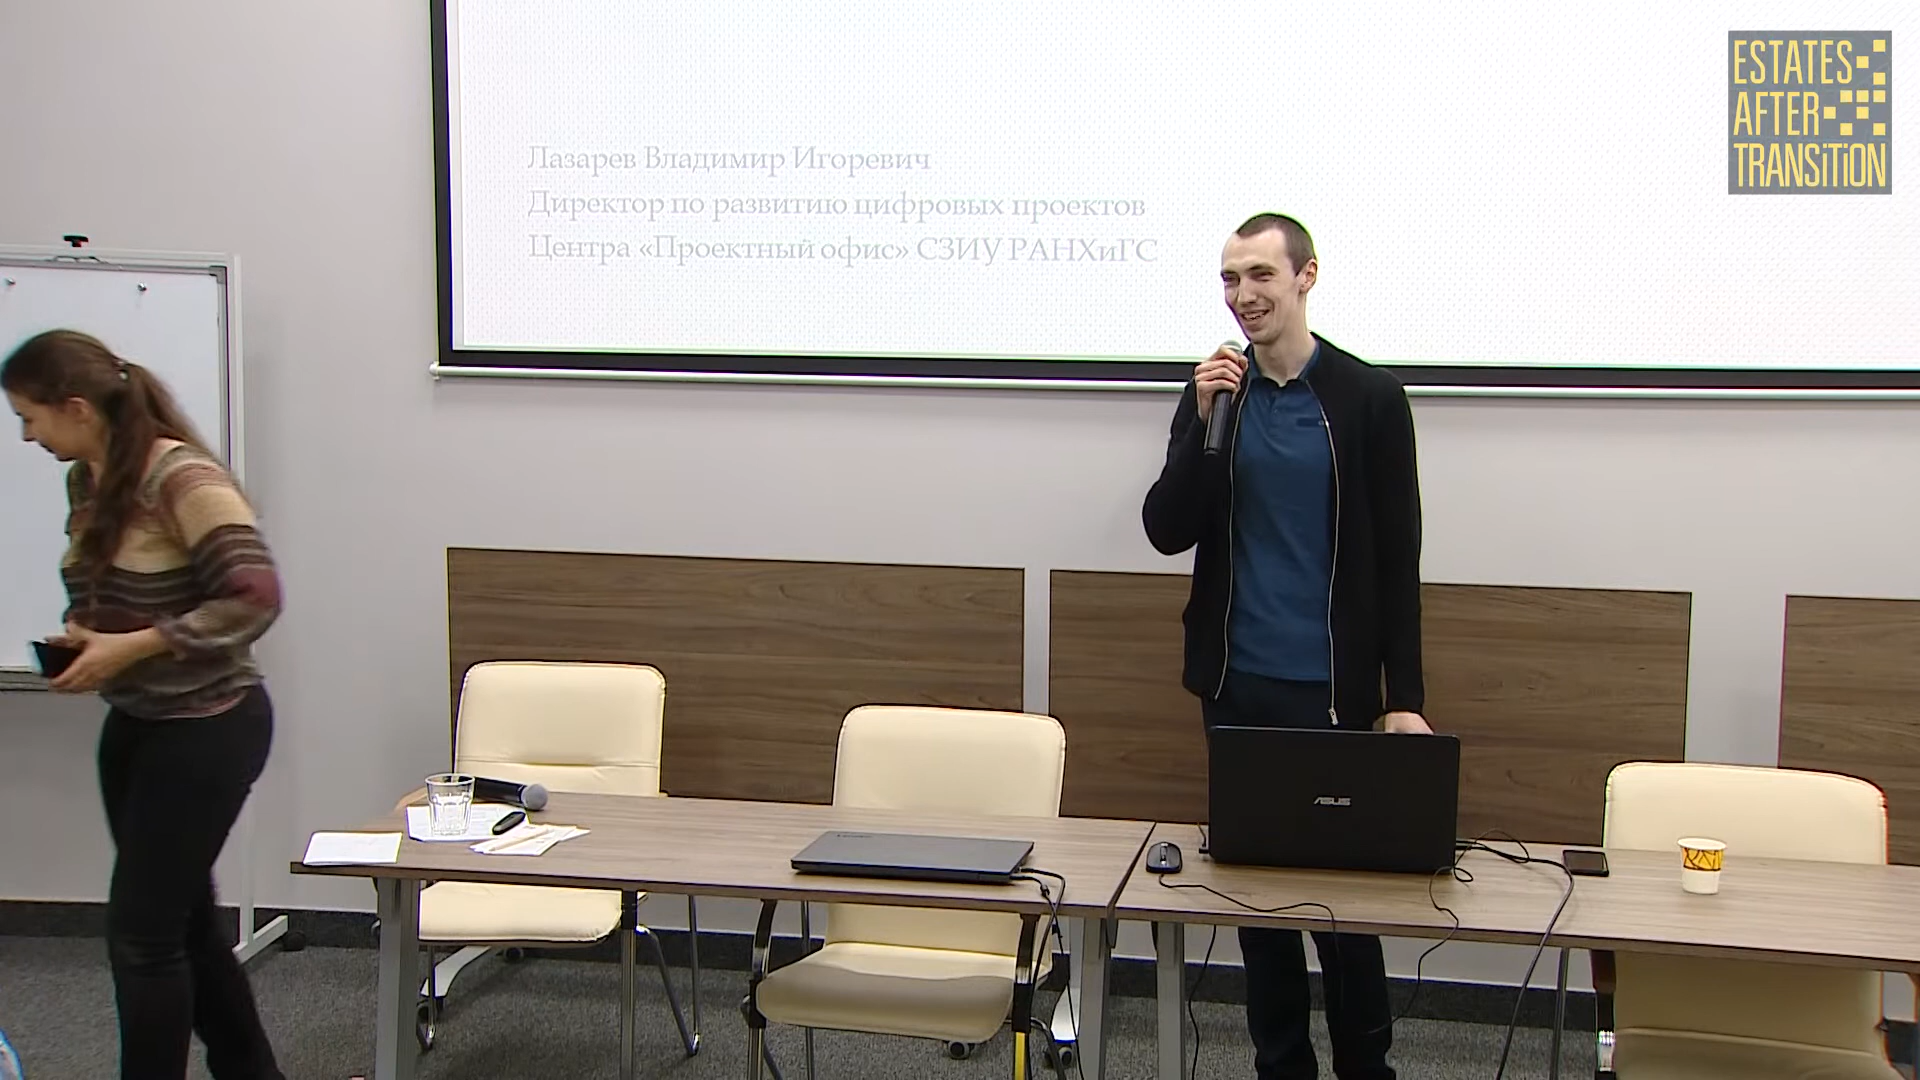 Лазарев Владимир Игоревич
Директор по развитию цифровых проектов
Центра «Проектный офис» СЗИУ РАНХиГС
ESTATES
AFTER
TRANSiTiON
ASUS